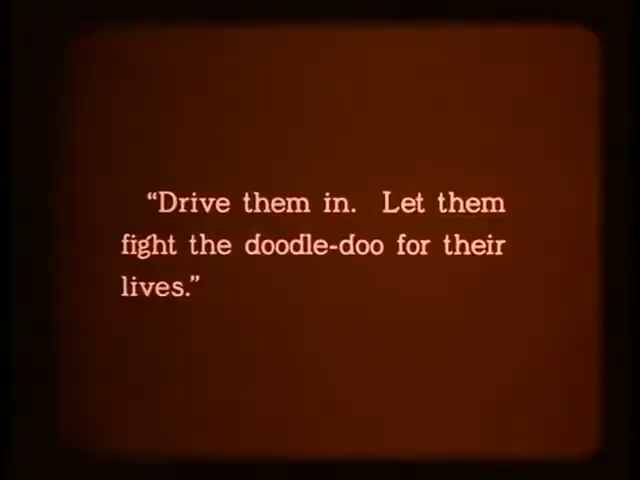 “Drive them in. Let them
fight the doodle-doo for their
lives.”